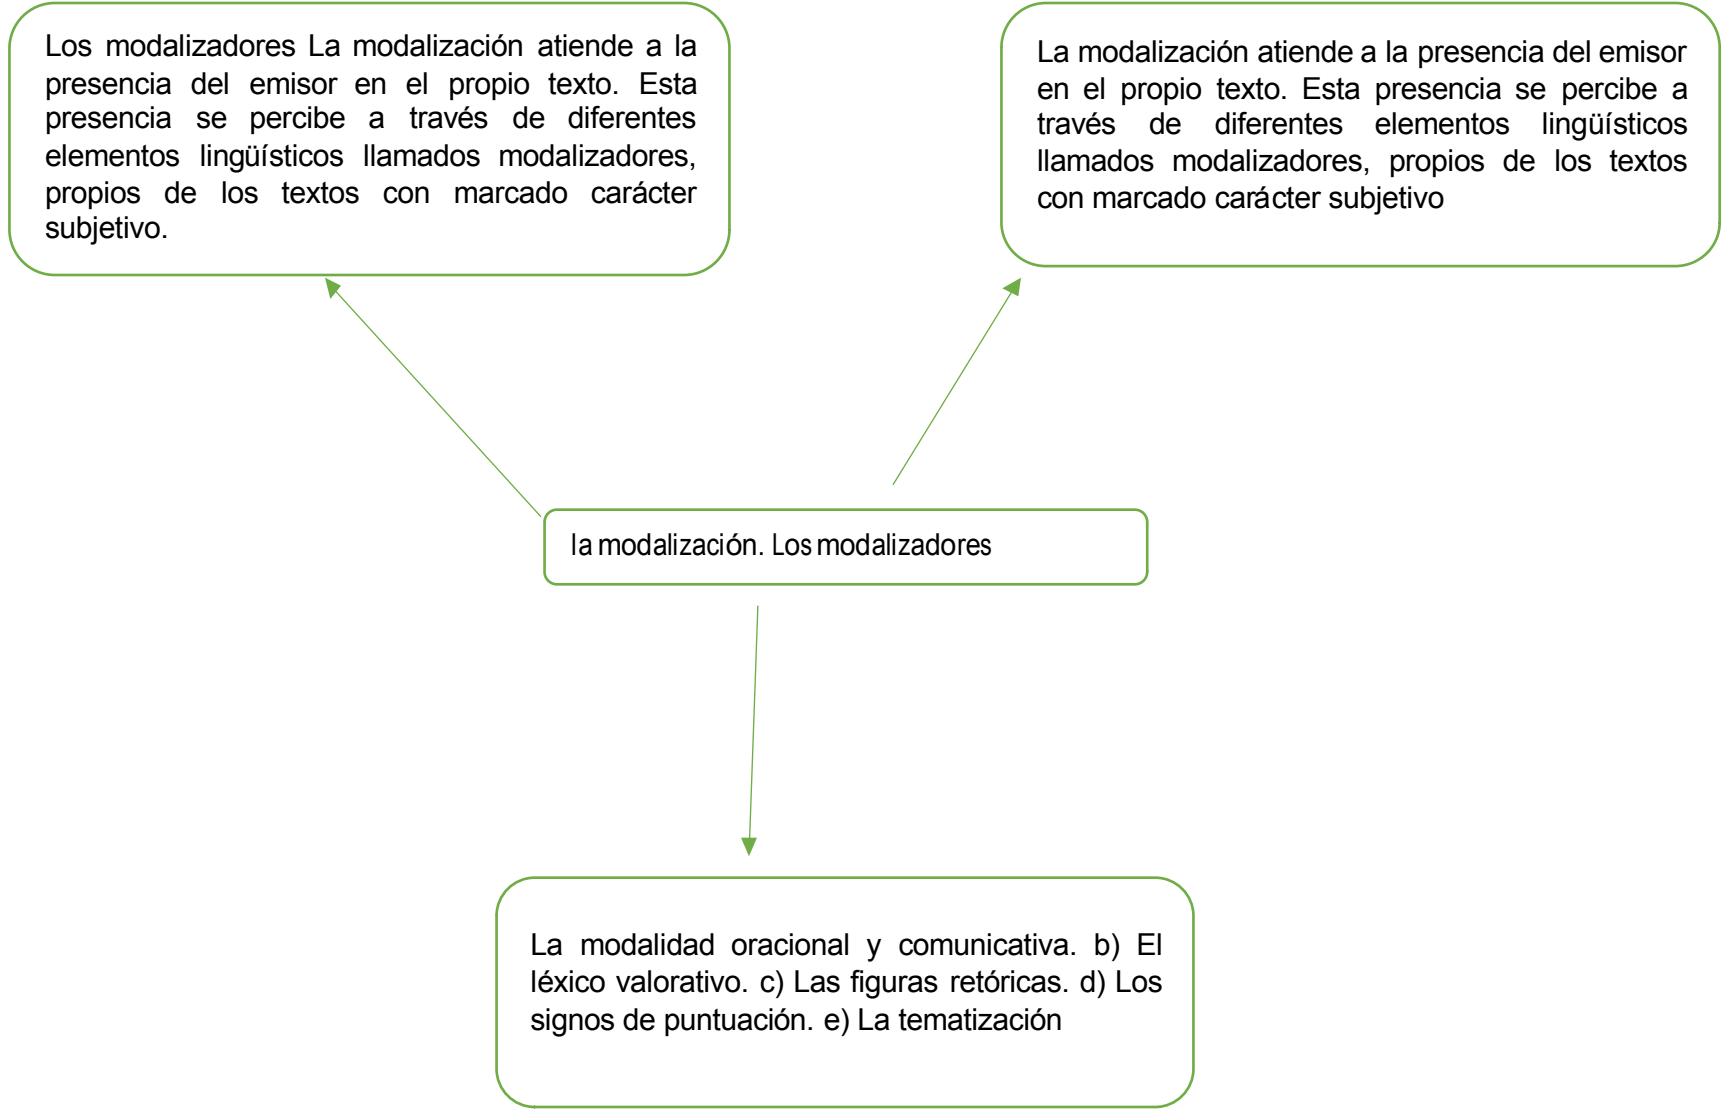 Los modalizadores La modalización atiende a la
presencia del emisor en el propio texto. Esta
presencia se percibe a través de diferentes
elementos lingüísticos llamados modalizadores,
propios de los textos con marcado carácter
subjetivo.
La modalización atiende a la presencia del emisor
en el propio texto. Esta presencia se percibe a
través de diferentes elementos lingüísticos
llamados modalizadores, propios de los textos
con marcado carácter subjetivo
la modalización. Los modalizadores
La modalidad oracional y comunicativa. b) El
léxico valorativo. c) Las figuras retóricas. d) Los
signos de puntuación. e) La tematización